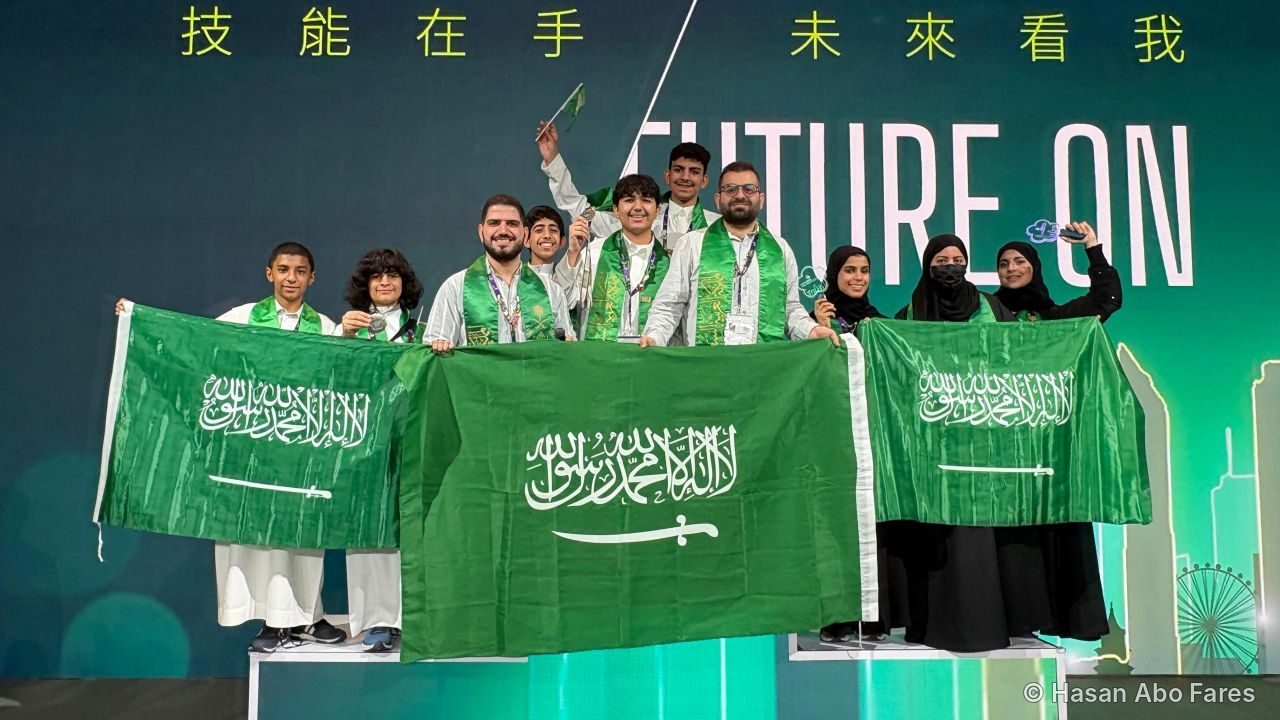 技能在手 未來看我
FUTURE ON
لا إله إلا الله محمد رسول الله
لا إله إلا الله محمد رسول الله
لا إله إلا الله محمد رسول الله
© Hasan Abo Fares